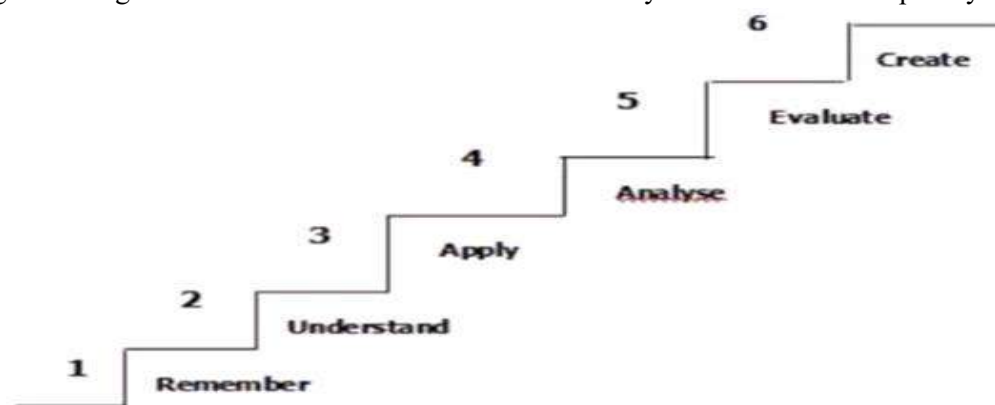 6
Create
5
Evaluate
4
Analyse
3
Apply
2
Understand
1
Remember